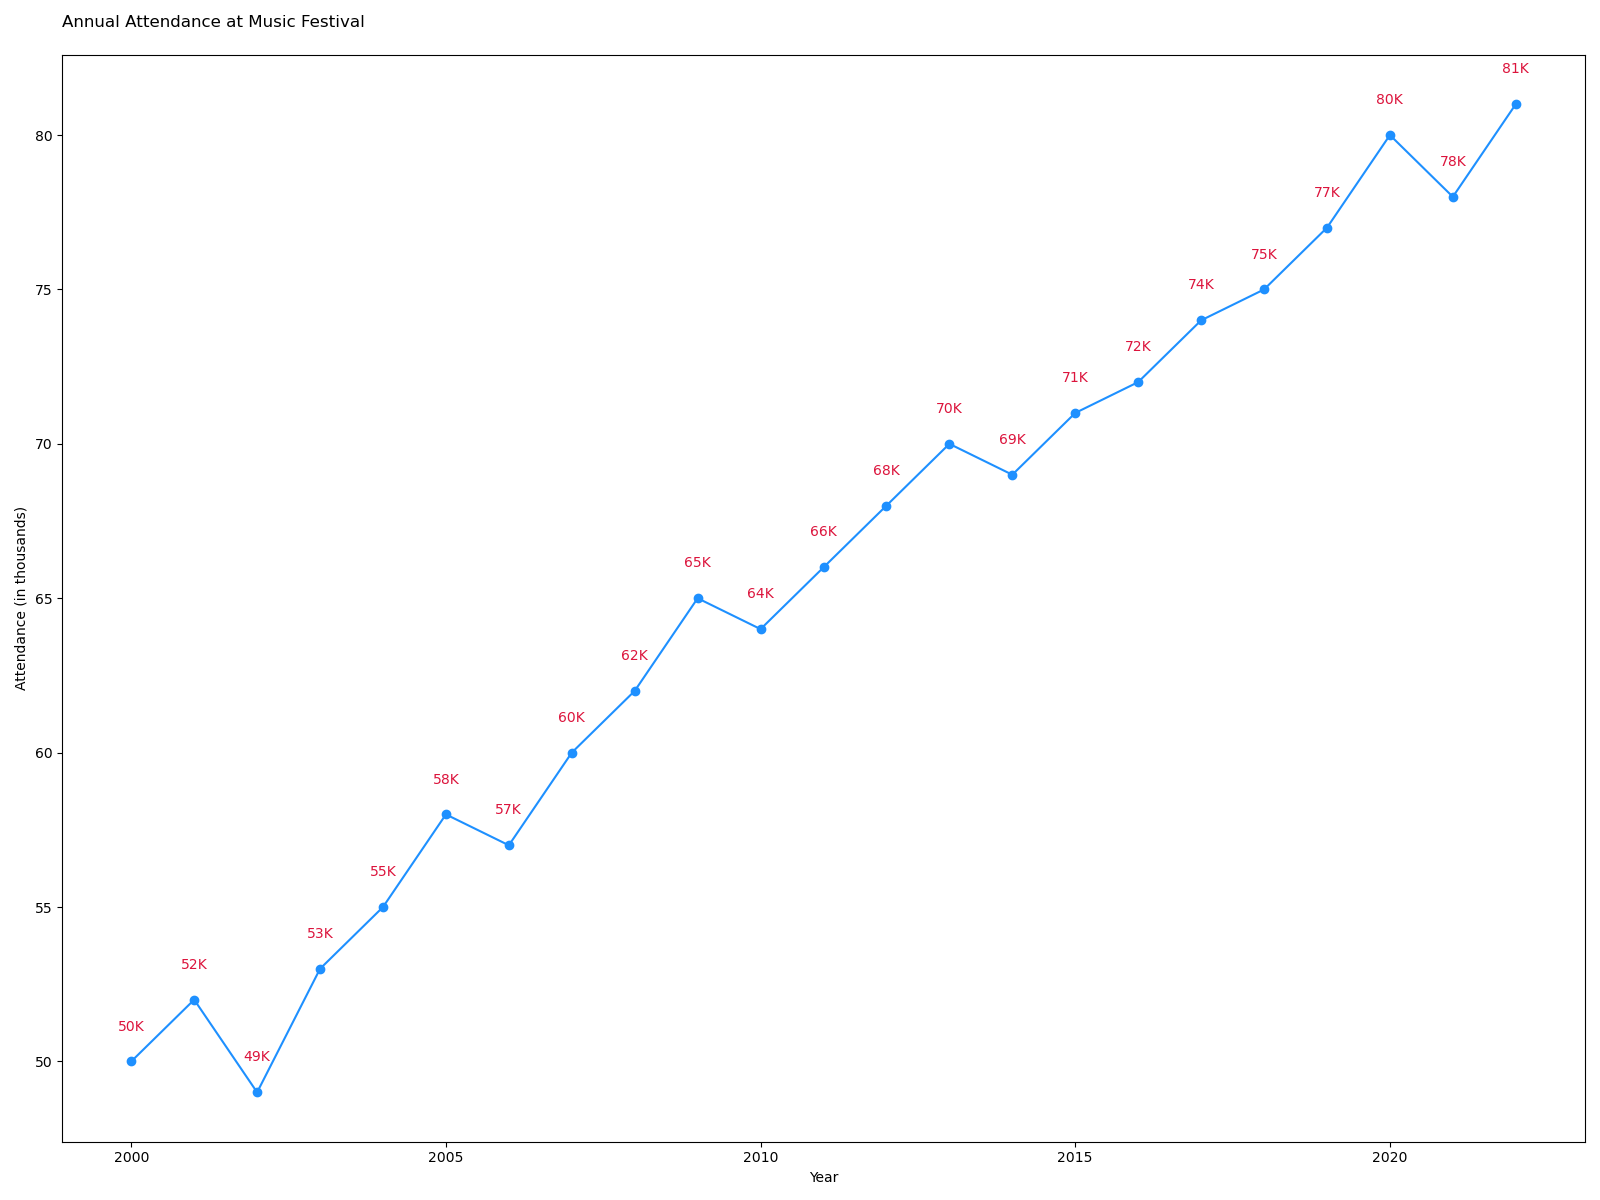 Annual Attendance at Music Festival
81K
80K
78K
77K
75K
74K
72K
71K
70K
69K
68K
66K
65K
64K
62K
60K
58K
57K
55K
53K
52K
50K
49K
80
75
70
65
60
55
50
Attendance (in thousands)
2000 2005 2010 2015 2020
Year